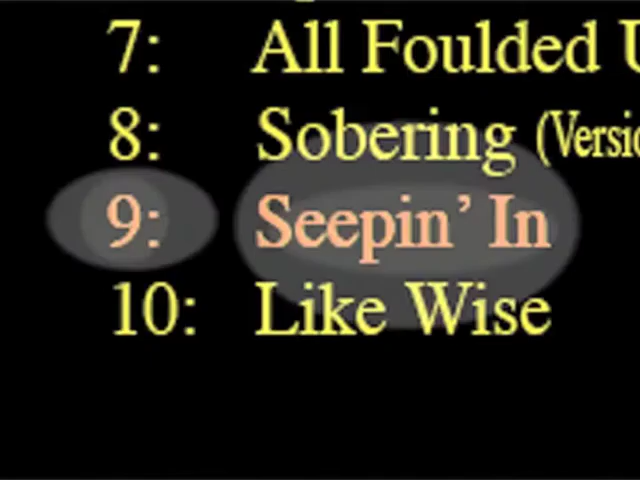 7: All Foulded
8: Sobering
9: Seepin' In
10: Like Wise